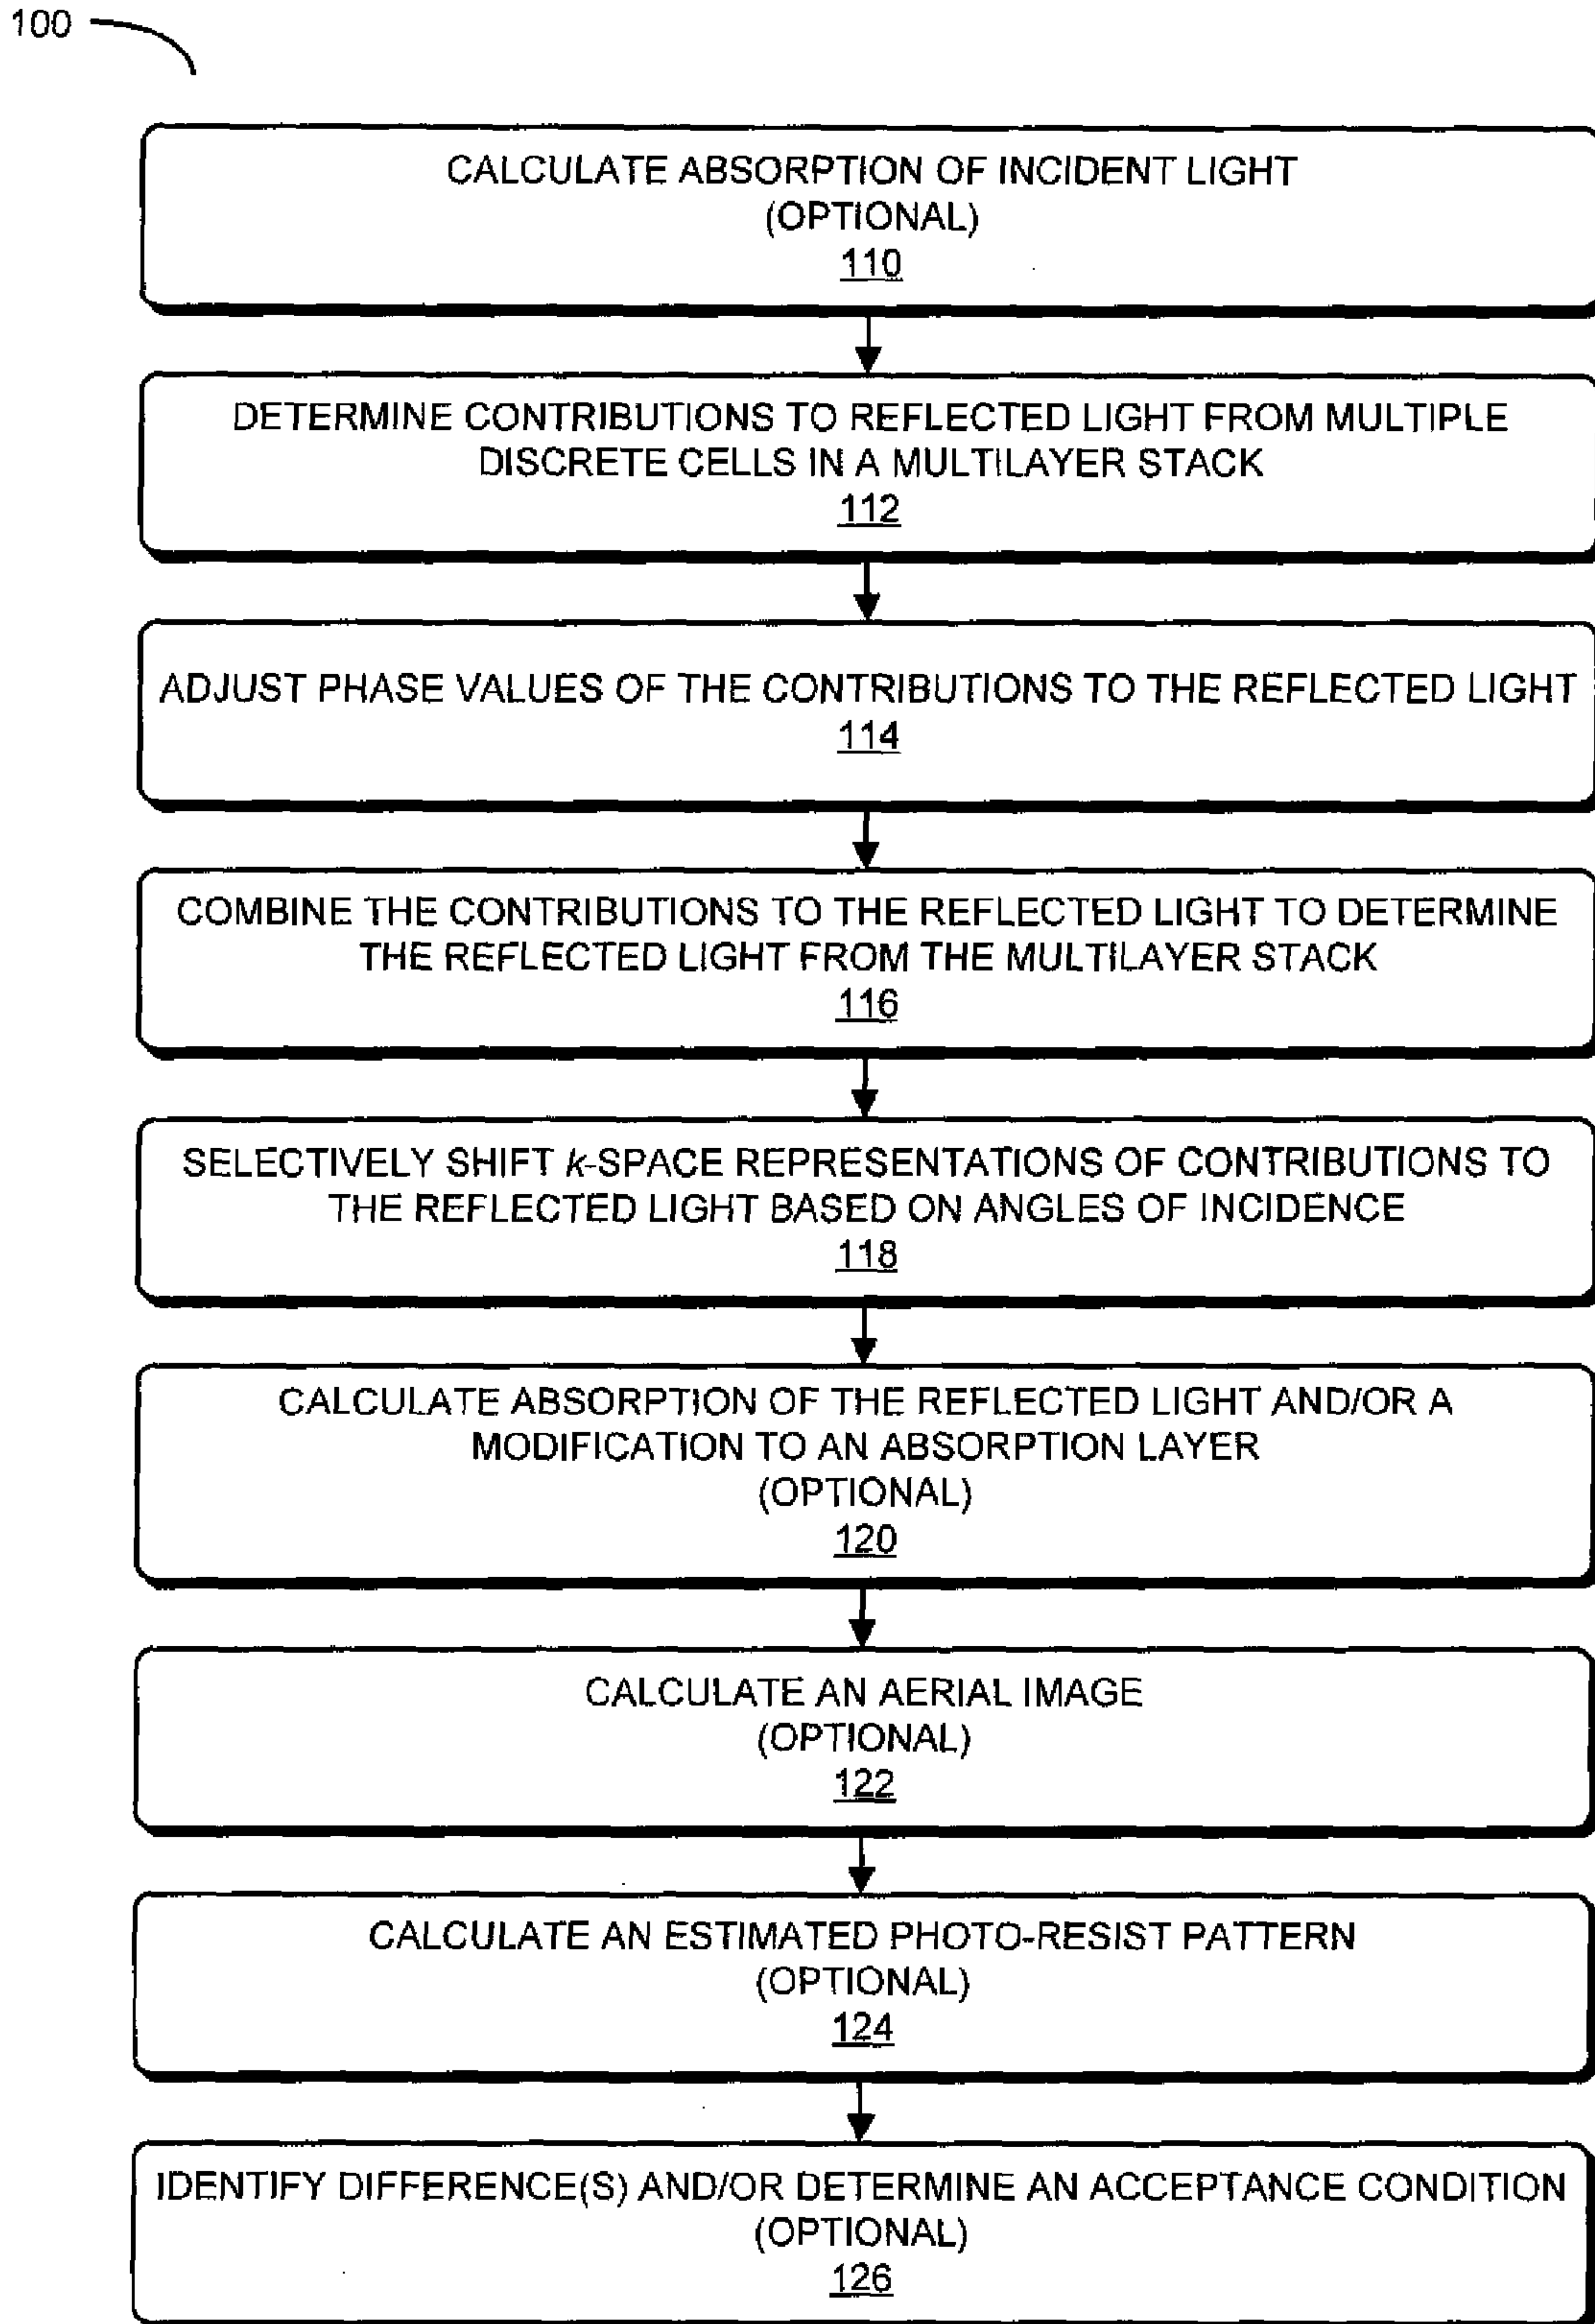 100
CALCULATE ABSORPTION OF INCIDENT LIGHT
(OPTIONAL)
110
DETERMINE CONTRIBUTIONS TO REFLECTED LIGHT FROM MULTIPLE
DISCRETE CELLS IN A MULTILAYER STACK
112
ADJUST PHASE VALUES OF THE CONTRIBUTIONS TO THE REFLECTED LIGHT
114
COMBINE THE CONTRIBUTIONS TO THE REFLECTED LIGHT TO DETERMINE
THE REFLECTED LIGHT FROM THE MULTILAYER STACK
116
SELECTIVELY SHIFT k-SPACE REPRESENTATIONS OF CONTRIBUTIONS TO
THE REFLECTED LIGHT BASED ON ANGLES OF INCIDENCE
118
CALCULATE ABSORPTION OF THE REFLECTED LIGHT AND/OR A
MODIFICATION TO AN ABSORPTION LAYER
(OPTIONAL)
120
CALCULATE AN AERIAL IMAGE
(OPTIONAL)
122
CALCULATE AN ESTIMATED PHOTO-RESIST PATTERN
(OPTIONAL)
124
IDENTIFY DIFFERENCE(S) AND/OR DETERMINE AN ACCEPTANCE CONDITION
(OPTIONAL)
126